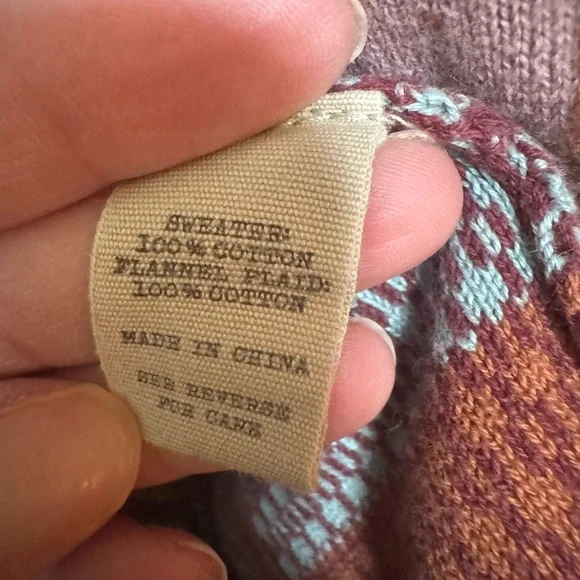 SWEATER:
100% COTTON
FLANNEL PLAID:
100% COTTON
MADE IN CHINA
SEE REVERSE
FOR CARE